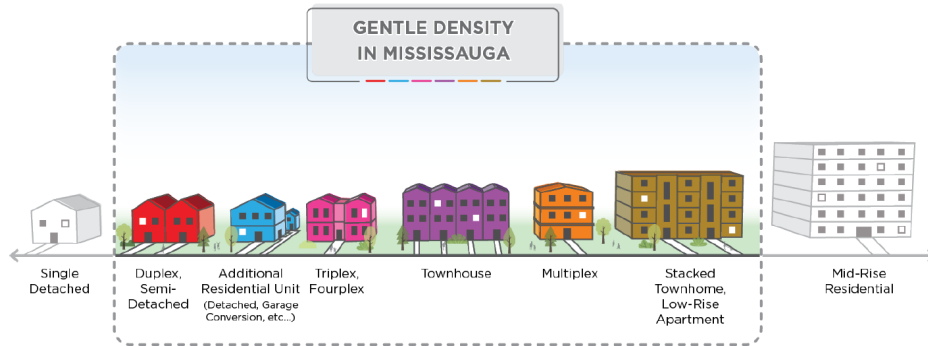 GENTLE DENSITY
IN MISSISSAUGA
Single
Detached
Duplex,
Semi-
Detached
Additional
Residential Unit
(Detached, Garage
Conversion, etc...)
Triplex,
Fourplex
Townhouse
Multiplex
Stacked
Townhome,
Low-Rise
Apartment
Mid-Rise
Residential